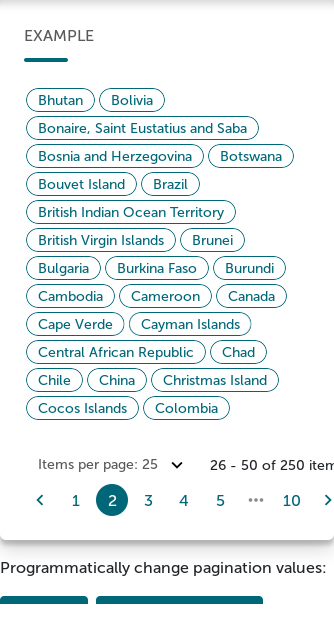 EXAMPLE
Bhutan Bolivia
Bonaire, Saint Eustatius and Saba
Bosnia and Herzegovina Botswana
Bouvet Island Brazil
British Indian Ocean Territory
British Virgin Islands Brunei
Bulgaria Burkina Faso Burundi
Cambodia Cameroon Canada
Cape Verde Cayman Islands
Central African Republic Chad
Chile China Christmas Island
Cocos Islands Colombia
Items per page: 25 26 - 50 of 250 item
1 2 3 4 5 ••• 10
Programmatically change pagination values: